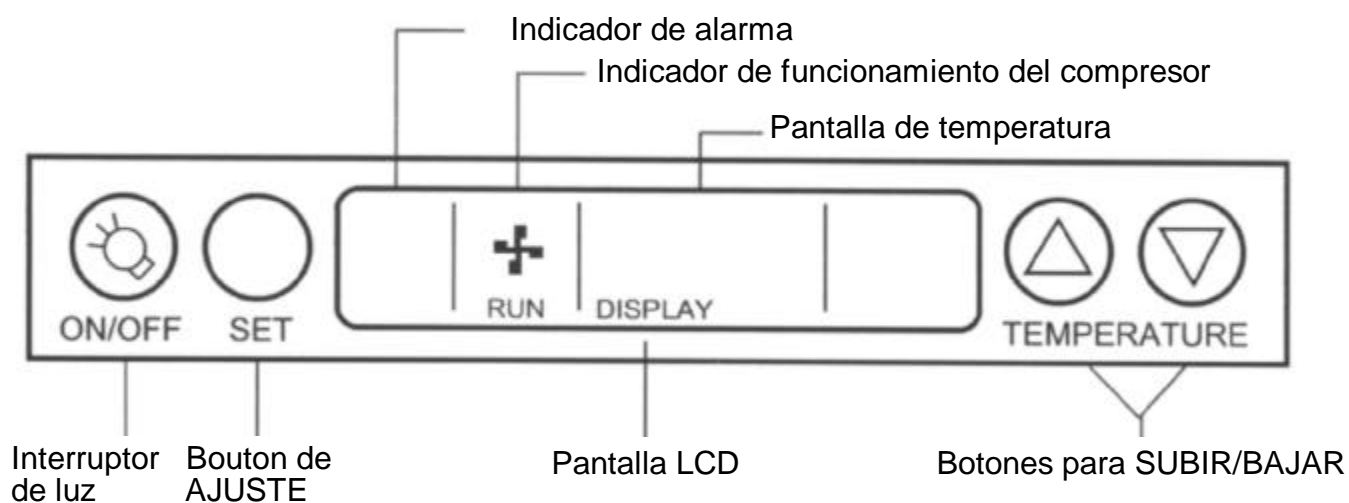 Indicador de alarma
Indicador de funcionamiento del compresor
Pantalla de temperatura
RUN
DISPLAY
ON/OFF
SET
TEMPERATURE
Interruptor
de luz
Bouton de
AJUSTE
Pantalla LCD
Botones para SUBIR/BAJAR